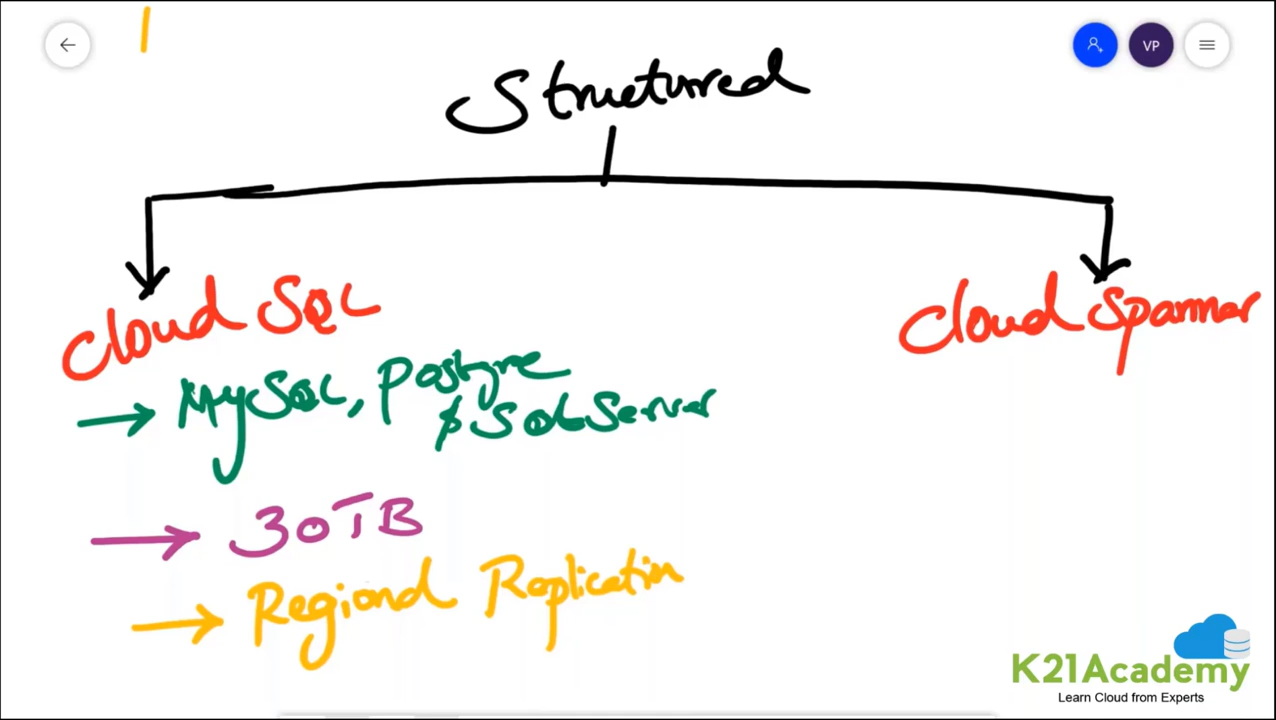 VP
Structured
Cloud SQL
Cloud Spanner
→ MySQL, Postgre
& SQL Server
→ 30TB
→ Regional Replication
K21Academy
Learn Cloud from Experts